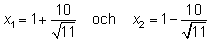 x₁ = 1 + 10/√11 och x₂ = 1 − 10/√11